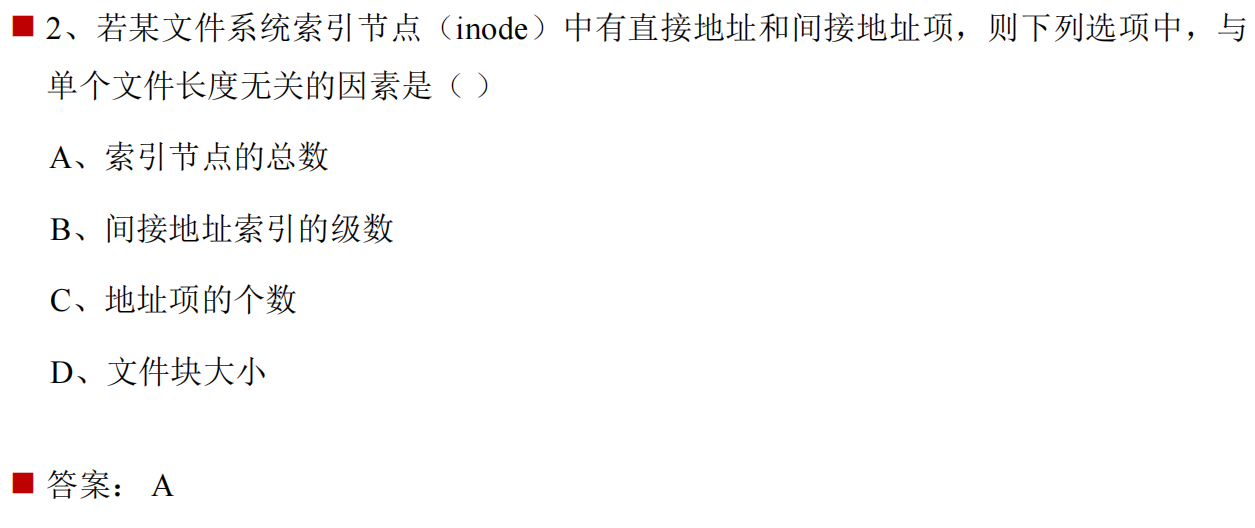 ■ 2、若某文件系统索引节点（inode）中有直接地址和间接地址项，则下列选项中，与
单个文件长度无关的因素是（ ）
A、索引节点的总数
B、间接地址索引的级数
C、地址项的个数
D、文件块大小
■ 答案： A